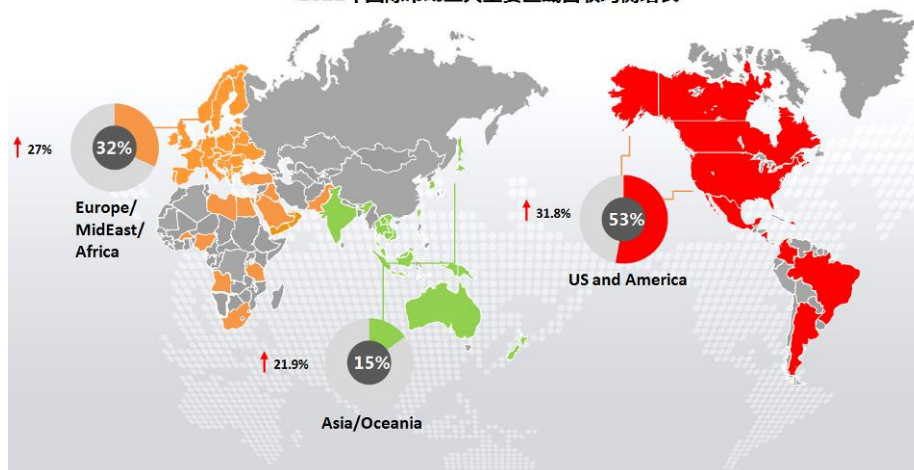 27%
32%
Europe/
MidEast/
Africa
31.8%
53%
US and America
21.9%
15%
Asia/Oceania